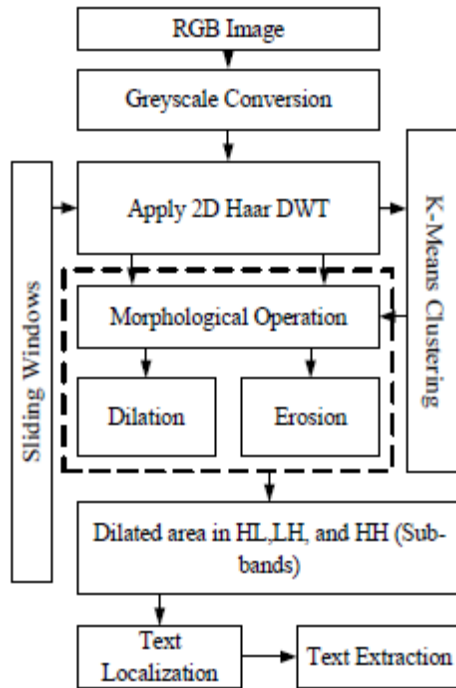 RGB Image
Greyscale Conversion
Apply 2D Haar DWT
Sliding Windows
K-Means Clustering
Morphological Operation
Dilation
Erosion
Dilated area in HL,LH, and HH (Sub-
bands)
Text
Localization
Text Extraction